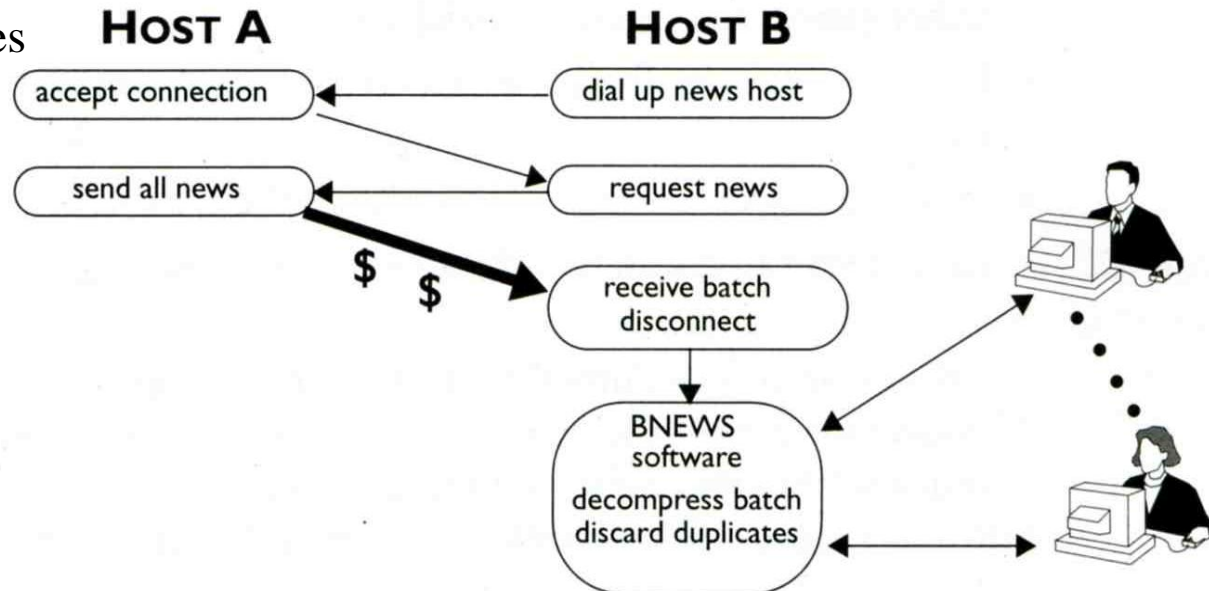 es
HOST A
HOST B
accept connection
dial up news host
send all news
request news
$
$
receive batch
disconnect
BNEWS
software
decompress batch
discard duplicates